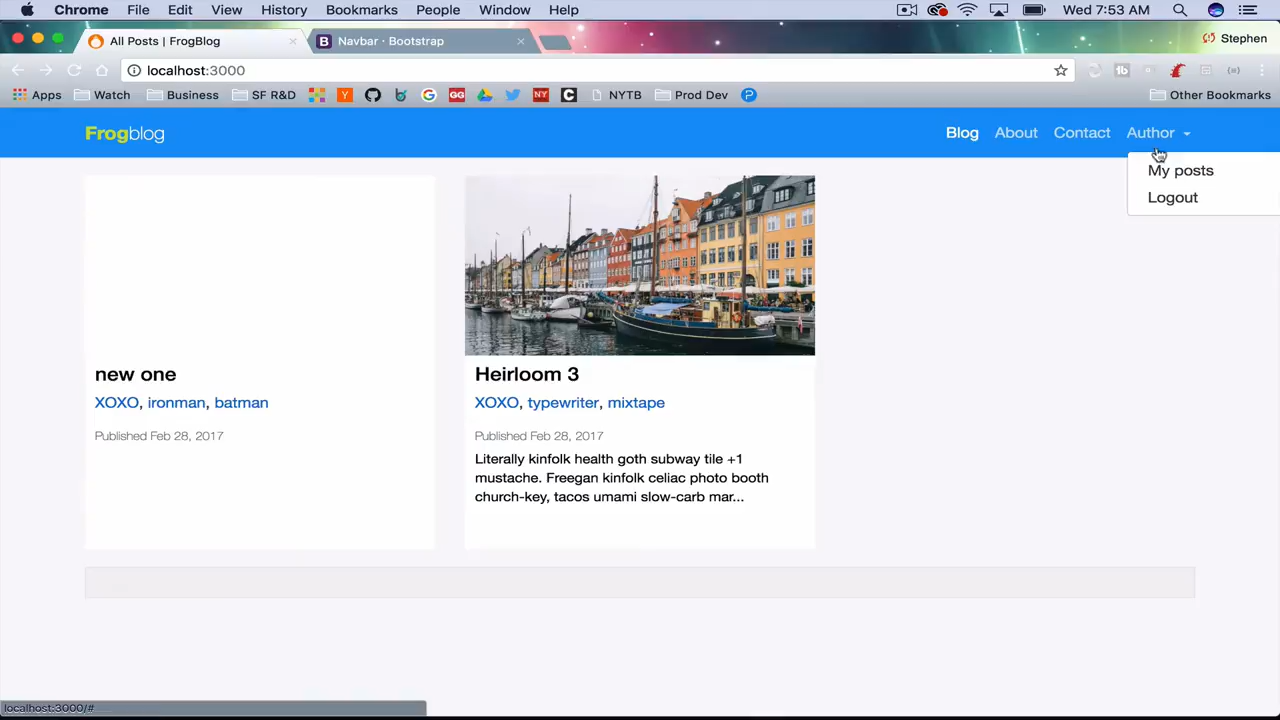 Chrome File Edit View History Bookmarks People Window Help Wed 7:53 AM
All Posts | FrogBlog Navbar · Bootstrap Stephen
localhost:3000
Apps Watch Business SF R&D NYTB Prod Dev Other Bookmarks
Frogblog Blog About Contact Author
My posts
Logout
new one
XOXO, ironman, batman
Published Feb 28, 2017
Heirloom 3
XOXO, typewriter, mixtape
Published Feb 28, 2017
Literally kinfolk health goth subway tile +1
mustache. Freegan kinfolk celiac photo booth
church-key, tacos umami slow-carb mar...
localhost:3000/#